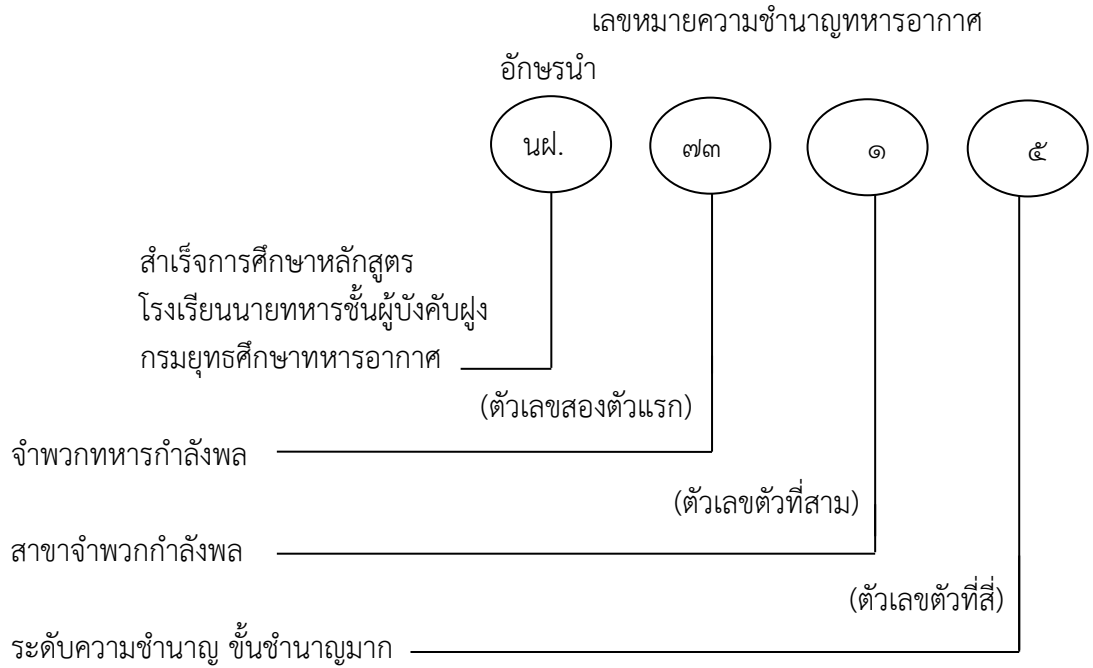 เลขหมายความชำนาญทหารอากาศ
อักษรนำ
นฝ. ๗๓ ๑ ๕
สำเร็จการศึกษาหลักสูตร
โรงเรียนนายทหารชั้นผู้บังคับฝูง
กรมยุทธศึกษาทหารอากาศ
(ตัวเลขสองตัวแรก)
จำพวกทหารกำลังพล
(ตัวเลขตัวที่สาม)
สาขาจำพวกกำลังพล
(ตัวเลขตัวที่สี่)
ระดับความชำนาญ ขั้นชำนาญมาก